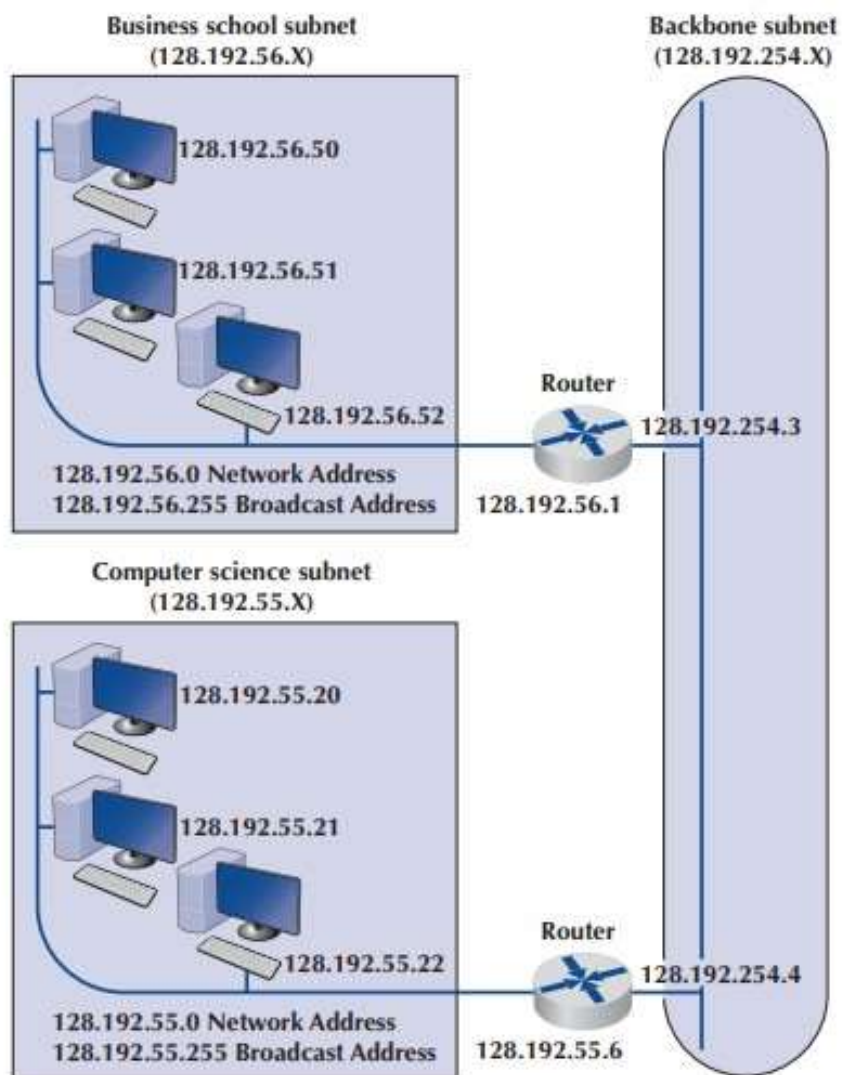 Business school subnet
(128.192.56.X)
Backbone subnet
(128.192.254.X)
128.192.56.50
128.192.56.51
128.192.56.52
Router
128.192.254.3
128.192.56.0 Network Address
128.192.56.255 Broadcast Address
128.192.56.1
Computer science subnet
(128.192.55.X)
128.192.55.20
128.192.55.21
128.192.55.22
Router
128.192.254.4
128.192.55.0 Network Address
128.192.55.255 Broadcast Address
128.192.55.6